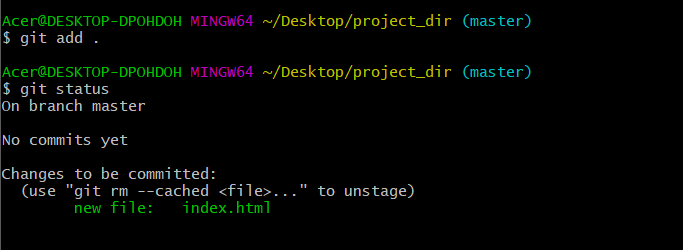 Acer@DESKTOP-DPOHDOH MINGW64 ~/Desktop/project_dir (master)
$ git add .
Acer@DESKTOP-DPOHDOH MINGW64 ~/Desktop/project_dir (master)
$ git status
On branch master
No commits yet
Changes to be committed:
  (use "git rm --cached <file>..." to unstage)
        new file:   index.html